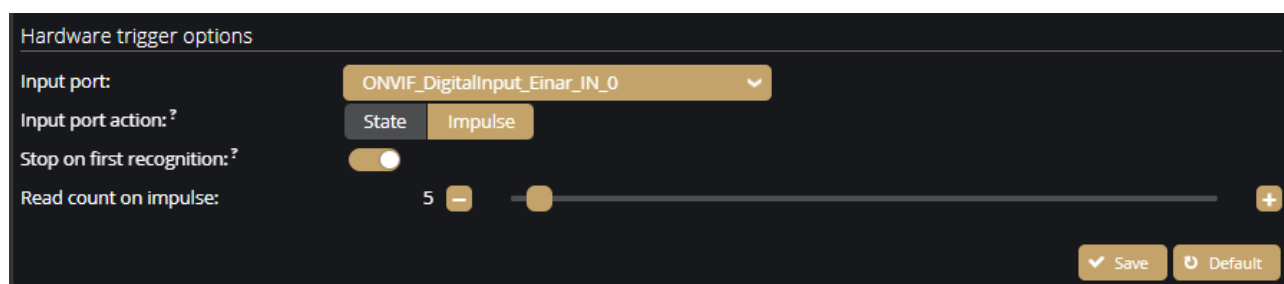 Hardware trigger options
Input port: ONVIF_DigitalInput_Einar_IN_0
Input port action: ? State Impulse
Stop on first recognition: ?
Read count on impulse: 5
Save Default